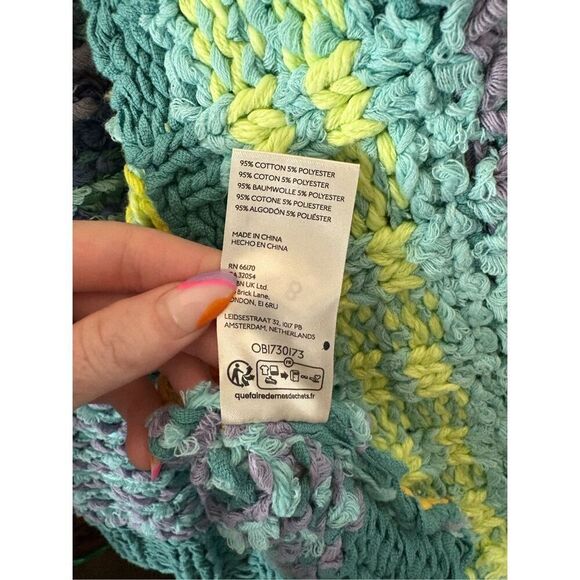 95% COTTON 5% POLYESTER
95% COTON 5% POLYESTER
95% BAUMWOLLE 5% POLYESTER
95% COTONE 5% POLIESTERE
95% ALGODÓN 5% POLIÉSTER
MADE IN CHINA
HECHO EN CHINA
RN 66170
CA 32054
BN UK Ltd.
Brick Lane,
LONDON, E1 6RU
LEIDSESTRAAT 32, 1017 PB
AMSTERDAM, NETHERLANDS
OB1730173
FR
quefairedemesdechets.fr